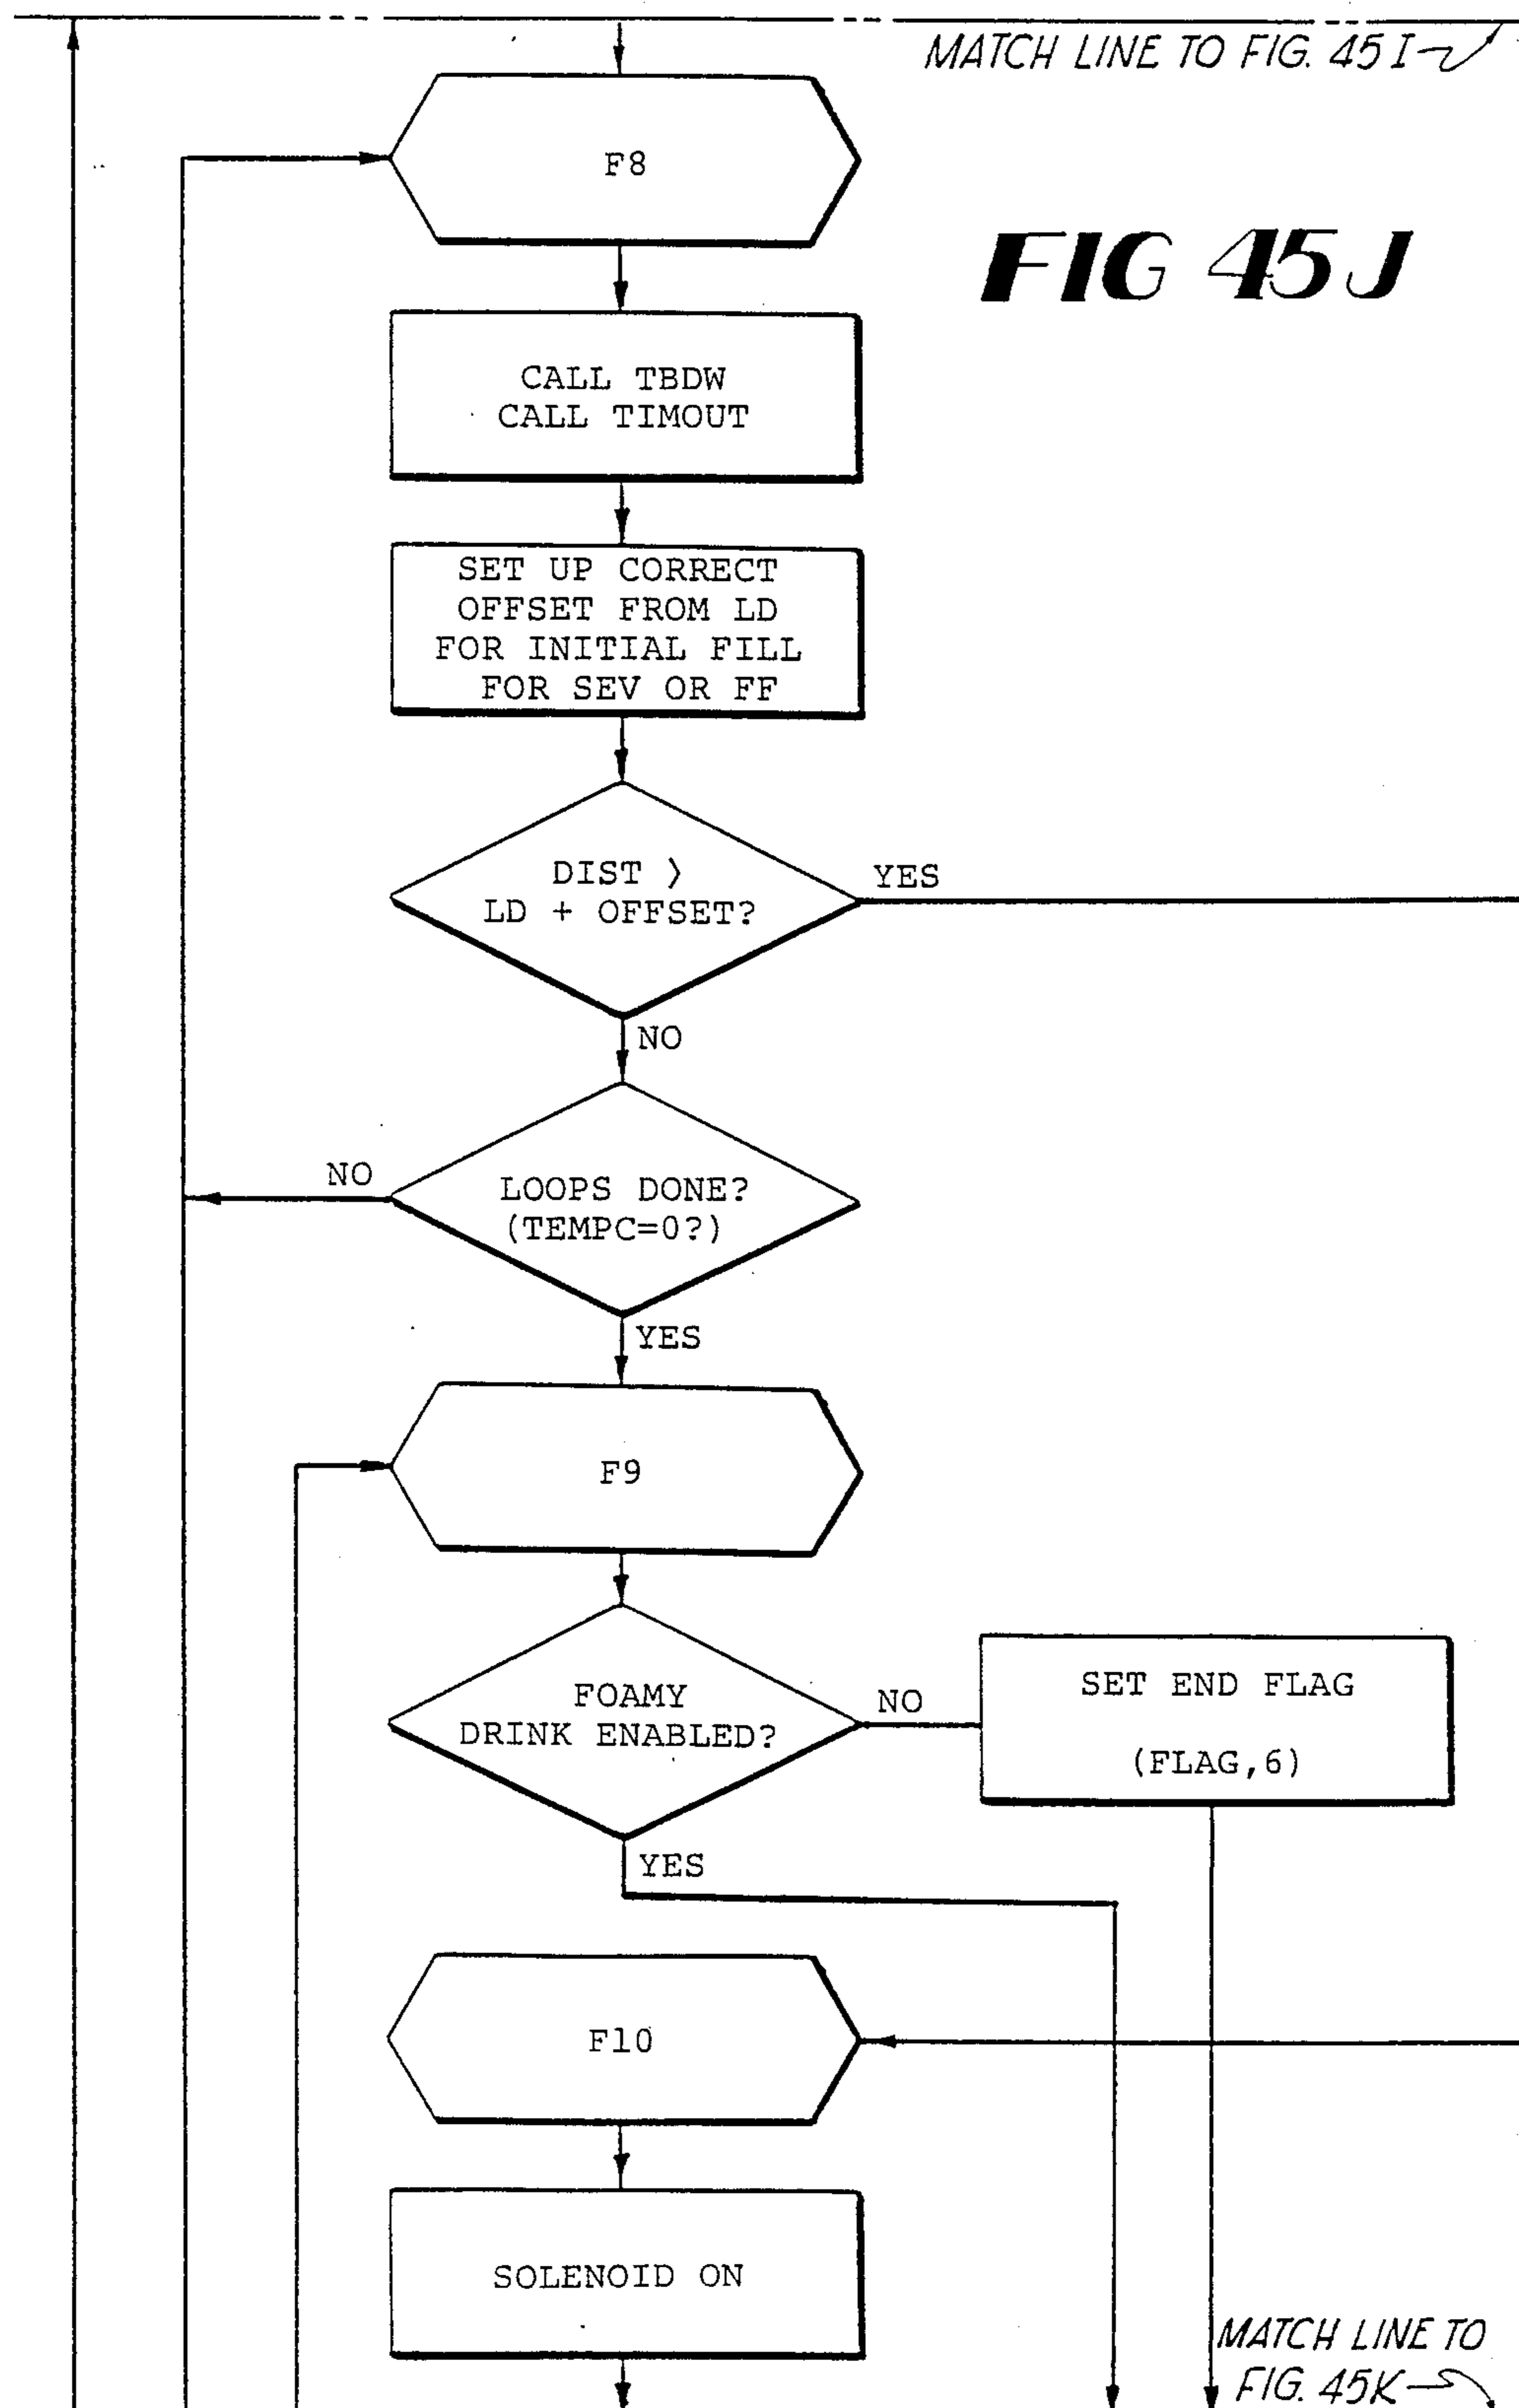 MATCH LINE TO FIG. 45I
F8
FIG 45J
CALL TBDW
CALL TIMOUT
SET UP CORRECT
OFFSET FROM LD
FOR INITIAL FILL
FOR SEV OR FF
DIST >
LD + OFFSET?
YES
NO
NO
LOOPS DONE?
(TEMPC=0?)
YES
F9
FOAMY
DRINK ENABLED?
NO
SET END FLAG
(FLAG,6)
YES
F10
SOLENOID ON
MATCH LINE TO
FIG. 45K